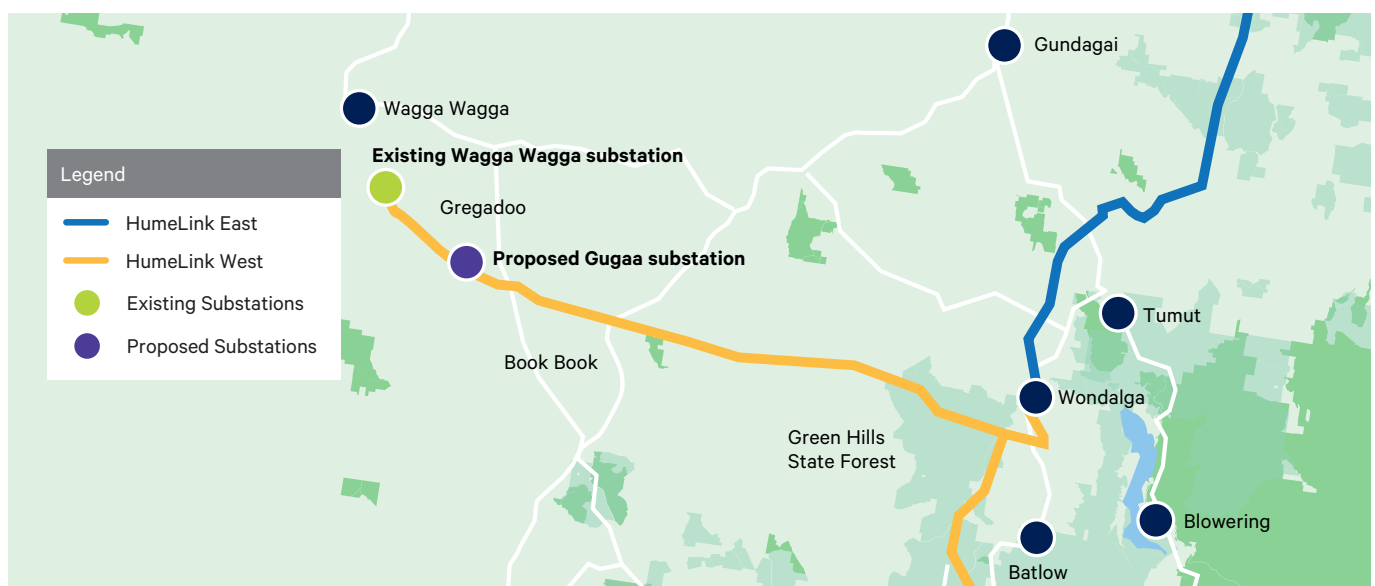 Gundagai
Wagga Wagga
Existing Wagga Wagga substation
Legend
Gregadoo
HumeLink East
HumeLink West
Proposed Gugaa substation
Existing Substations
Tumut
Proposed Substations
Book Book
Wondalga
Green Hills
State Forest
Blowering
Batlow